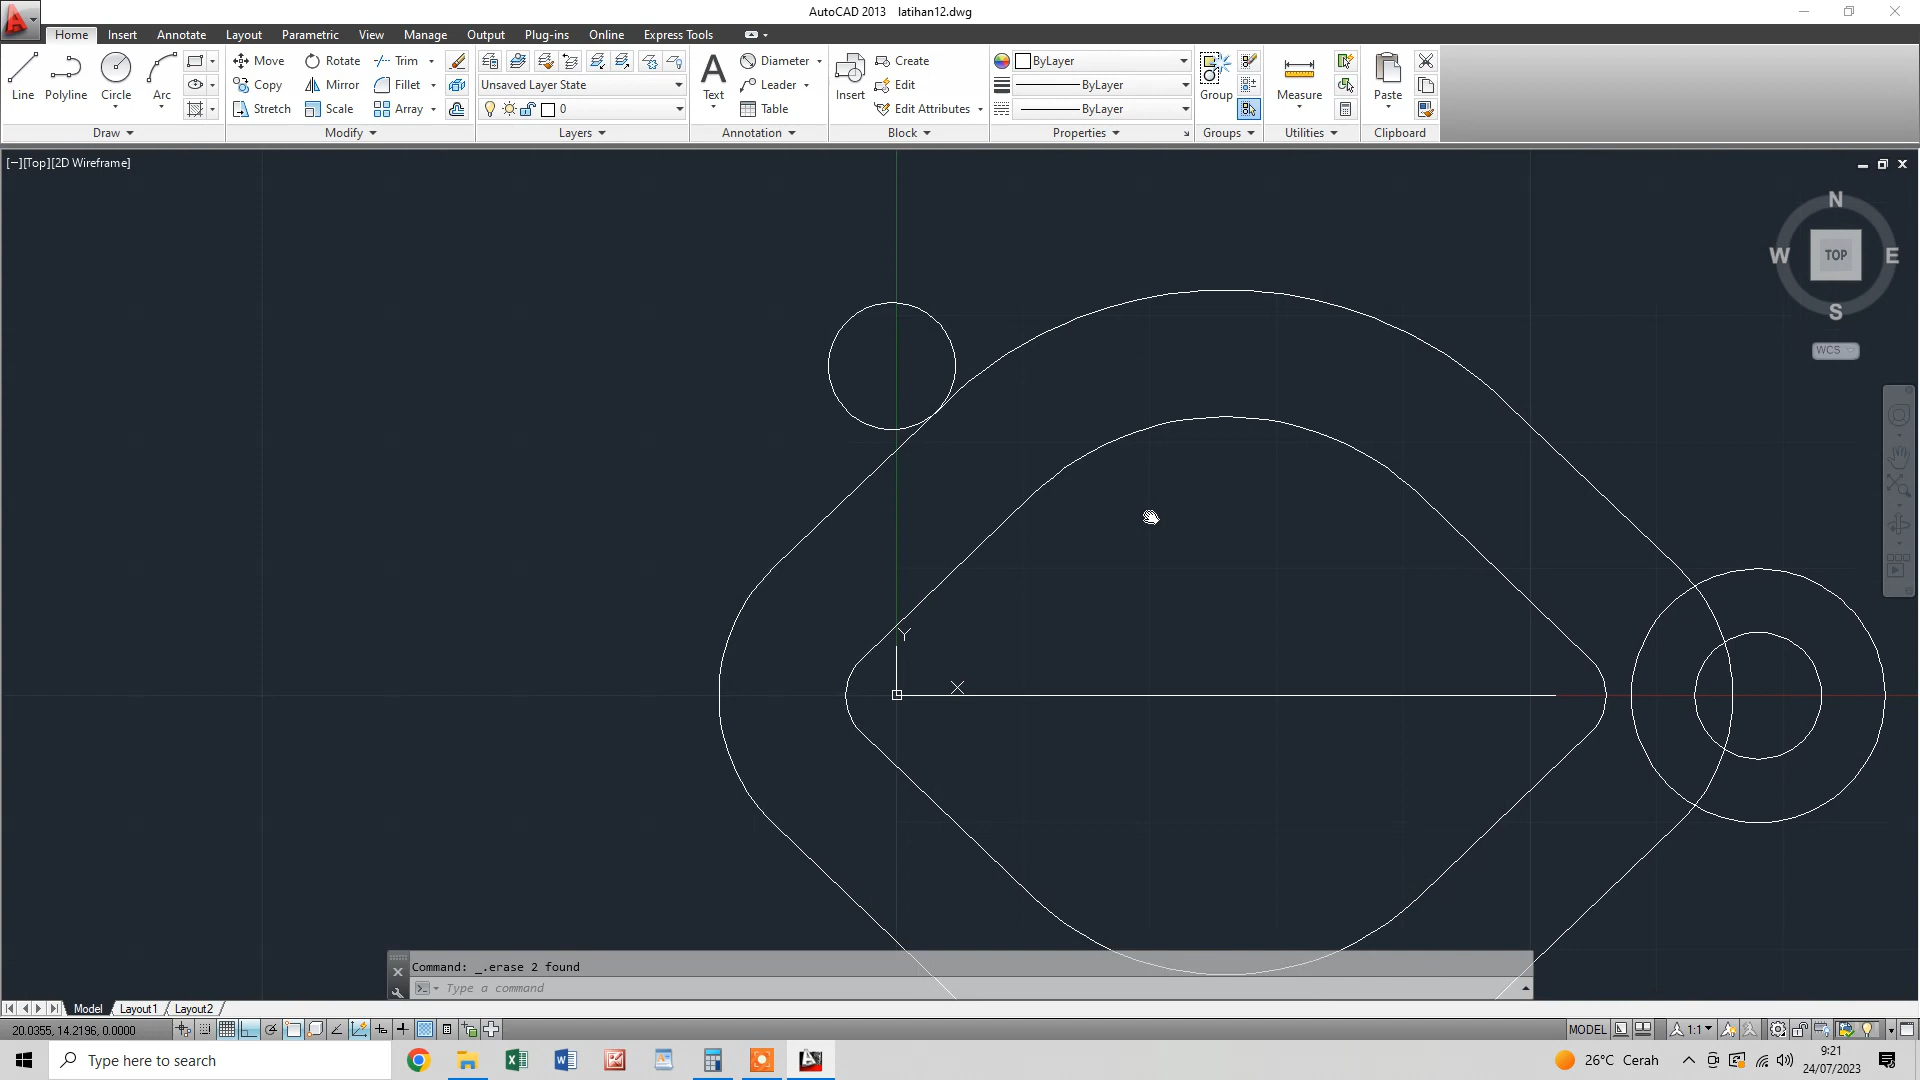 AutoCAD 2013 latihan12.dwg
Home Insert Annotate Layout Parametric View Manage Output Plug-ins Online Express Tools
Line Polyline Circle Arc
Move Rotate Trim
Copy Mirror Fillet
Stretch Scale Array
Unsaved Layer State
0
Text
Diameter
Leader
Table
Insert
Create
Edit
Edit Attributes
ByLayer
ByLayer
ByLayer
Group
Measure
Paste
Draw Modify Layers Annotation Block Properties Groups Utilities Clipboard
[−][Top][2D Wireframe]
N
W TOP E
S
WCS
Y
X
Command: _.erase 2 found
Type a command
Model Layout1 Layout2
20.0355, 14.2196, 0.0000
MODEL 1:1
Type here to search
26°C Cerah
9:21
24/07/2023